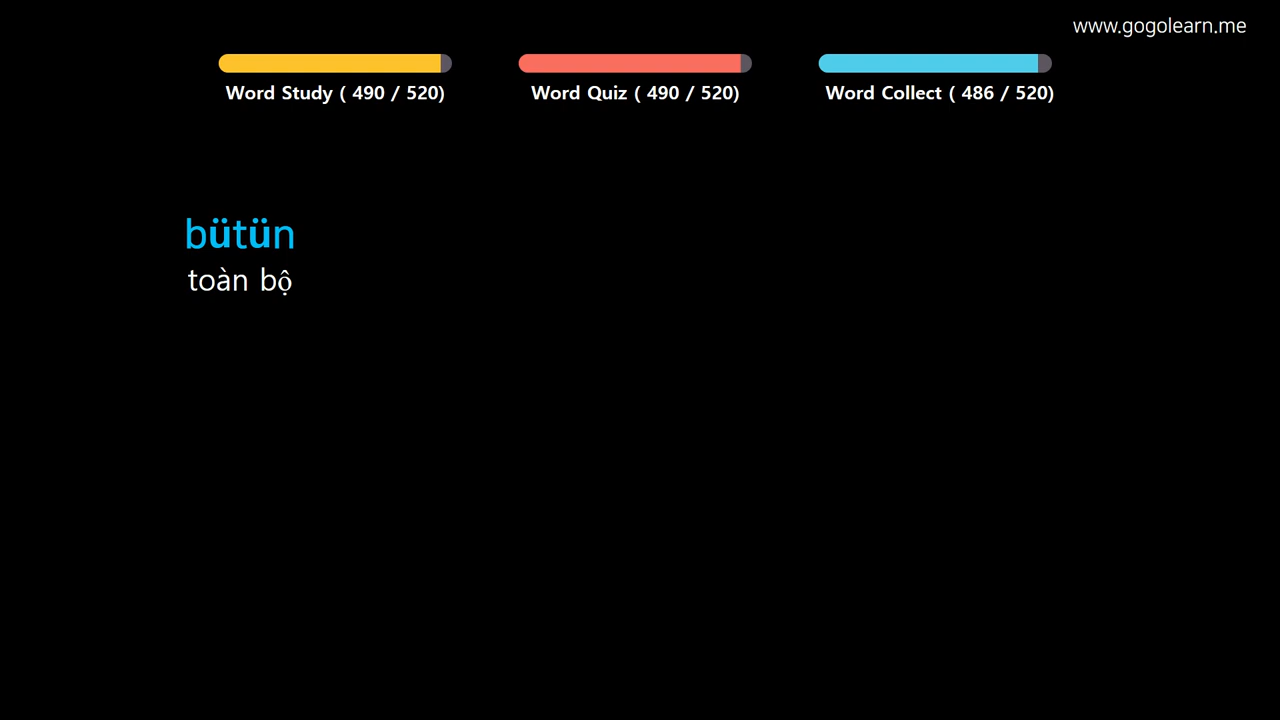 www.gogolearn.me
Word Study ( 490 / 520)
Word Quiz ( 490 / 520)
Word Collect ( 486 / 520)
bütün
toàn bộ